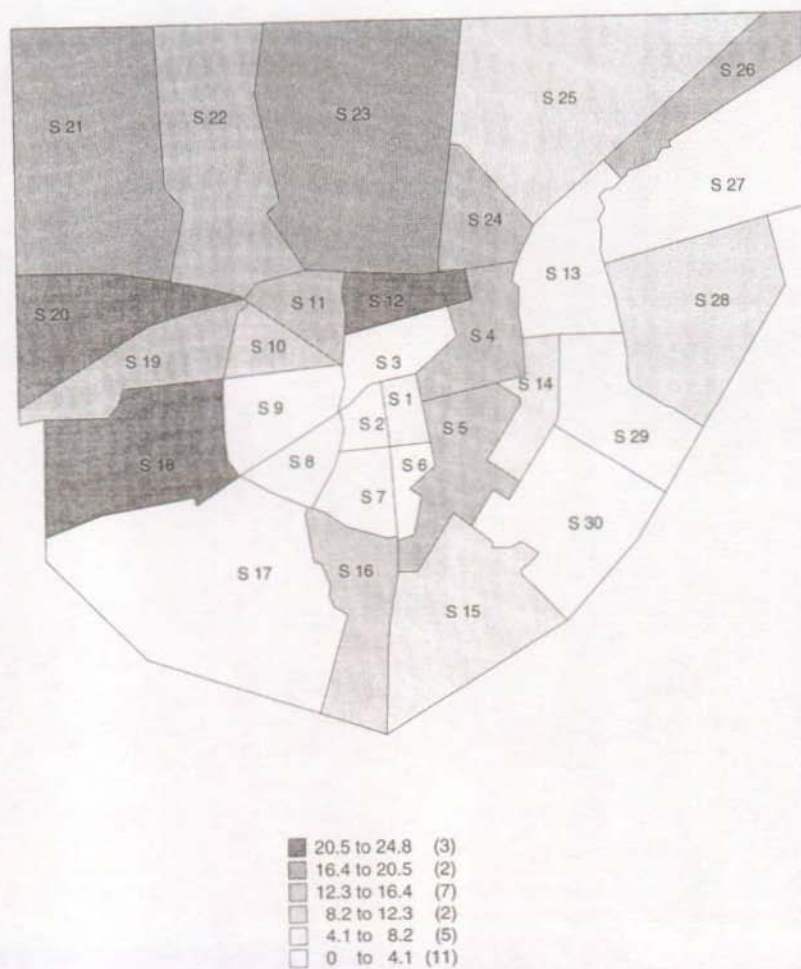 S 21
S 22
S 23
S 25
S 26
S 27
S 24
S 13
S 28
S 20
S 11
S 12
S 4
S 19
S 10
S 3
S 14
S 9
S 2
S 1
S 5
S 29
S 18
S 8
S 6
S 7
S 30
S 17
S 16
S 15
20.5 to 24.8 (3)
16.4 to 20.5 (2)
12.3 to 16.4 (7)
8.2 to 12.3 (2)
4.1 to 8.2 (5)
0 to 4.1 (11)